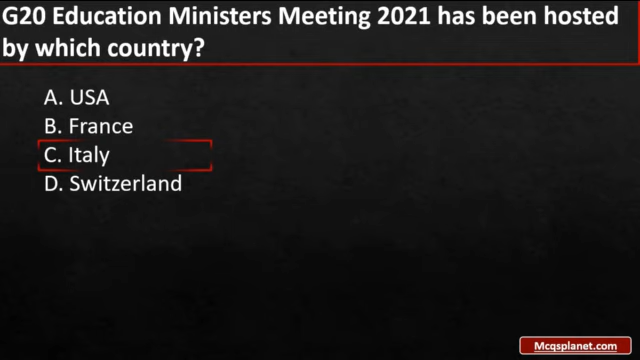 G20 Education Ministers Meeting 2021 has been hosted
by which country?
A. USA
B. France
C. Italy
D. Switzerland
Mcqsplanet.com